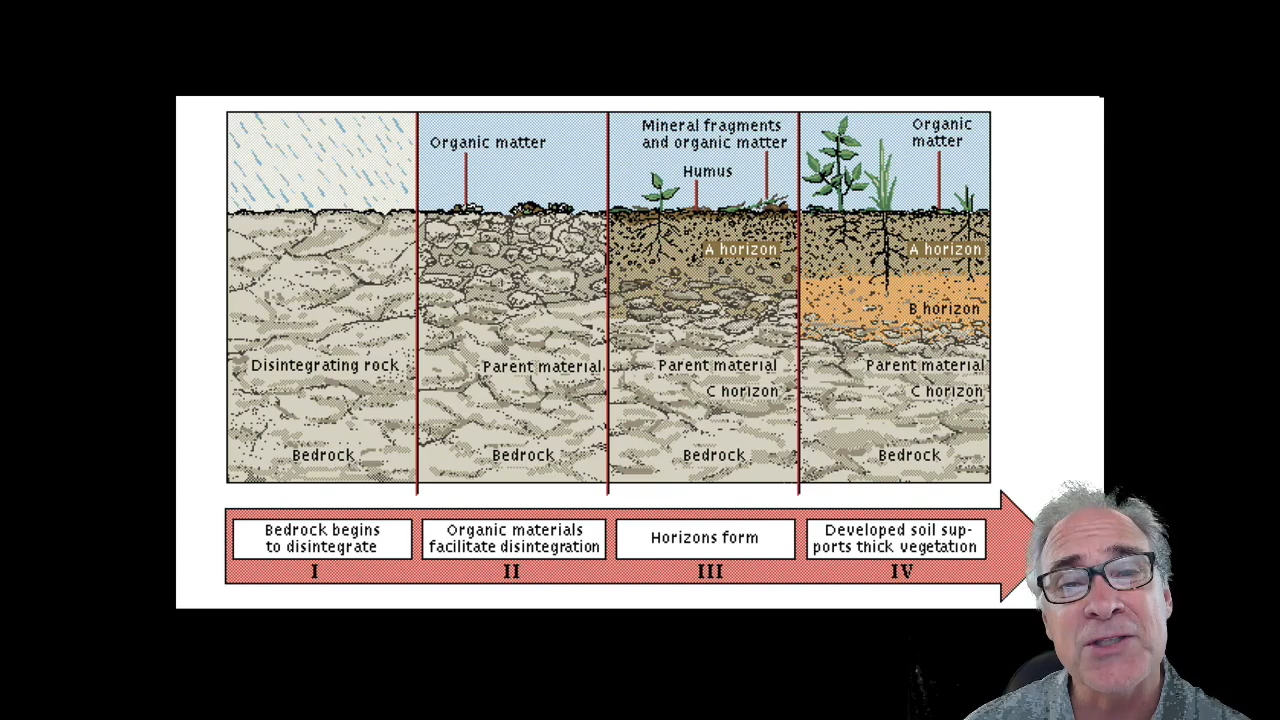 Organic matter
Mineral fragments
and organic matter
Humus
Organic
matter
A horizon
A horizon
B horizon
Disintegrating rock
Parent material
Parent material
C horizon
Parent material
C horizon
Bedrock
Bedrock
Bedrock
Bedrock
Bedrock begins
to disintegrate
I
Organic materials
facilitate disintegration
II
Horizons form
III
Developed soil sup-
ports thick vegetation
IV